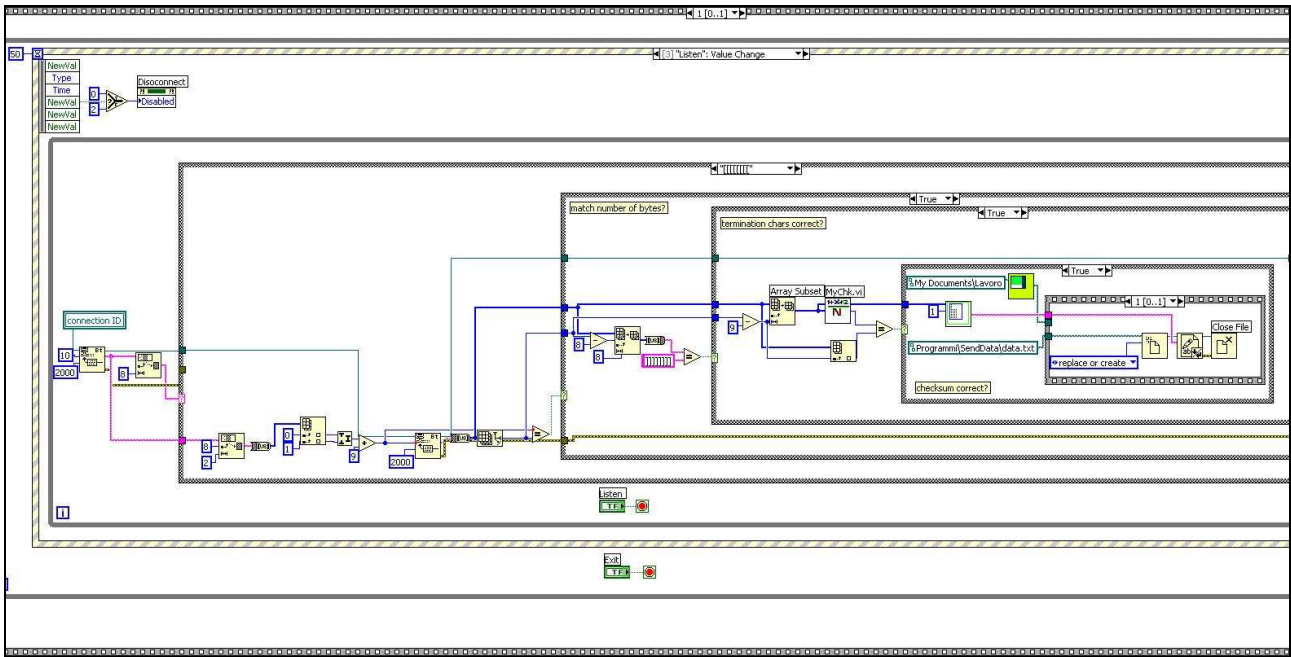 1 [0..1]
50
[3] "Listen": Value Change
NewVal
Type
Time
NewVal
NewVal
NewVal
0
2
Disoconnect
Disabled
"[[[[[[[["
True
match number of bytes?
True
termination chars correct?
True
My Documents\Lavoro
Array Subset
MyChk.vi
1 [0..1]
1
Close File
connection ID
9
8
8
]]]]]]]]
Programmi\SendData\data.txt
replace or create
checksum correct?
10
2000
8
8
2
0
1
9
2000
Listen
TF
i
Exit
TF